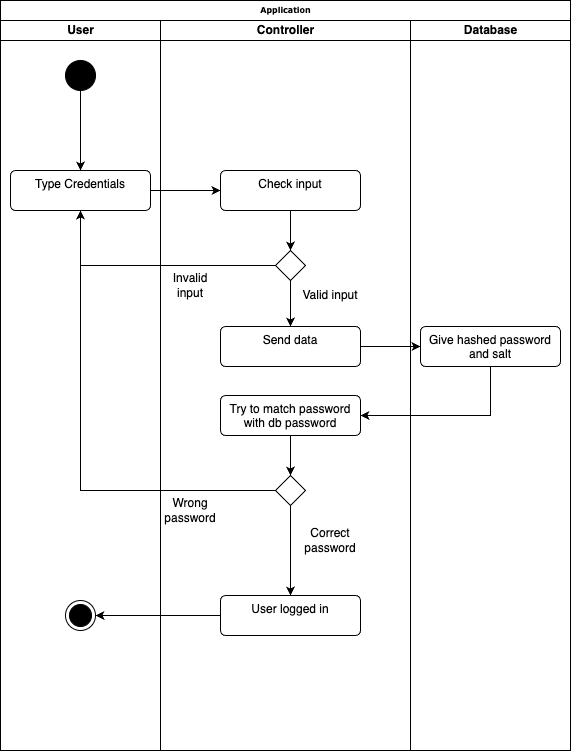 Application
User
Controller
Database
Type Credentials
Check input
Invalid
input
Valid input
Send data
Give hashed password
and salt
Try to match password
with db password
Wrong
password
Correct
password
User logged in